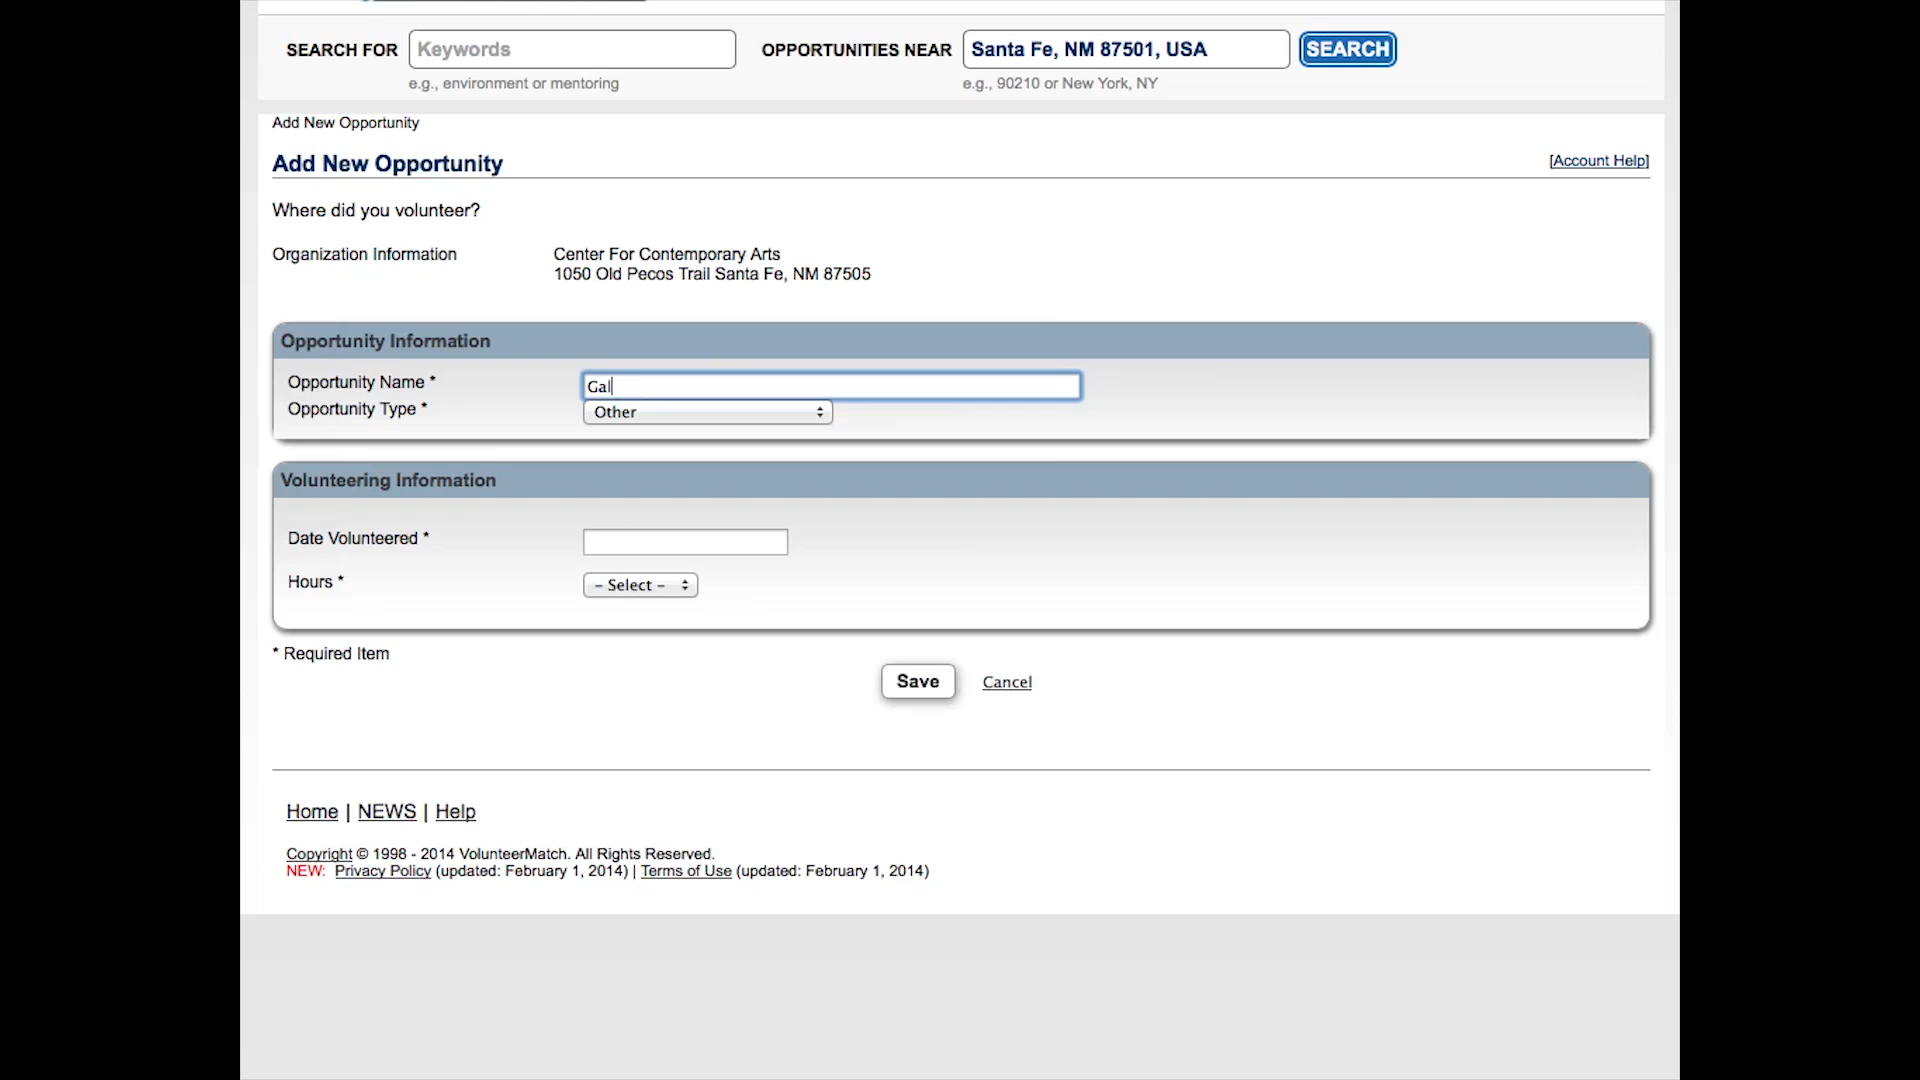 SEARCH FOR Keywords OPPORTUNITIES NEAR Santa Fe, NM 87501, USA SEARCH
e.g., environment or mentoring e.g., 90210 or New York, NY
Add New Opportunity
Add New Opportunity [Account Help]
Where did you volunteer?
Organization Information Center For Contemporary Arts
1050 Old Pecos Trail Santa Fe, NM 87505
Opportunity Information
Opportunity Name * Gal
Opportunity Type * Other
Volunteering Information
Date Volunteered *
Hours * – Select –
* Required Item
Save Cancel
Home | NEWS | Help
Copyright © 1998 - 2014 VolunteerMatch. All Rights Reserved.
NEW: Privacy Policy (updated: February 1, 2014) | Terms of Use (updated: February 1, 2014)